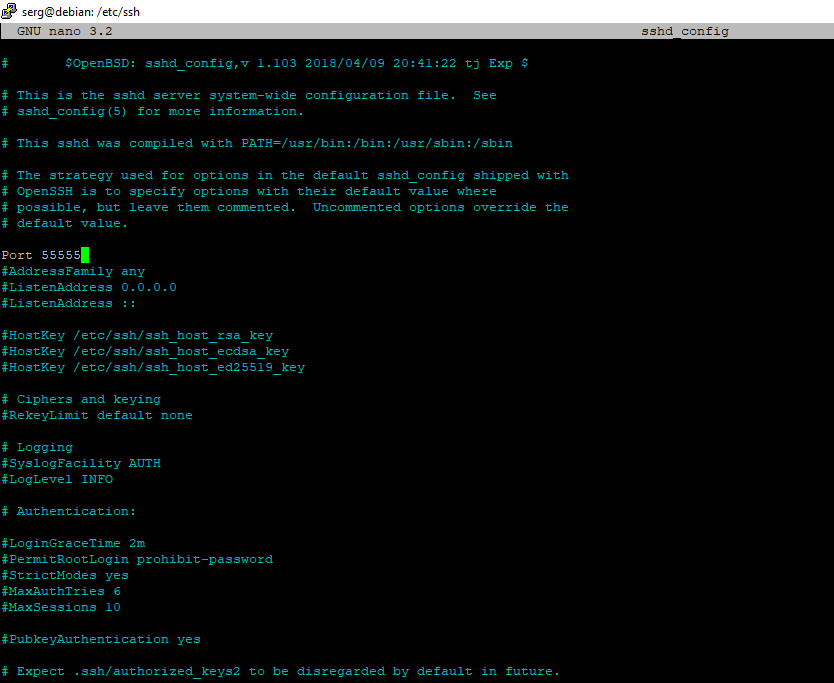 serg@debian: /etc/ssh
GNU nano 3.2 sshd_config
# $OpenBSD: sshd_config,v 1.103 2018/04/09 20:41:22 tj Exp $
# This is the sshd server system-wide configuration file. See
# sshd_config(5) for more information.
# This sshd was compiled with PATH=/usr/bin:/bin:/usr/sbin:/sbin
# The strategy used for options in the default sshd_config shipped with
# OpenSSH is to specify options with their default value where
# possible, but leave them commented. Uncommented options override the
# default value.
Port 55555
#AddressFamily any
#ListenAddress 0.0.0.0
#ListenAddress ::
#HostKey /etc/ssh/ssh_host_rsa_key
#HostKey /etc/ssh/ssh_host_ecdsa_key
#HostKey /etc/ssh/ssh_host_ed25519_key
# Ciphers and keying
#RekeyLimit default none
# Logging
#SyslogFacility AUTH
#LogLevel INFO
# Authentication:
#LoginGraceTime 2m
#PermitRootLogin prohibit-password
#StrictModes yes
#MaxAuthTries 6
#MaxSessions 10
#PubkeyAuthentication yes
# Expect .ssh/authorized_keys2 to be disregarded by default in future.